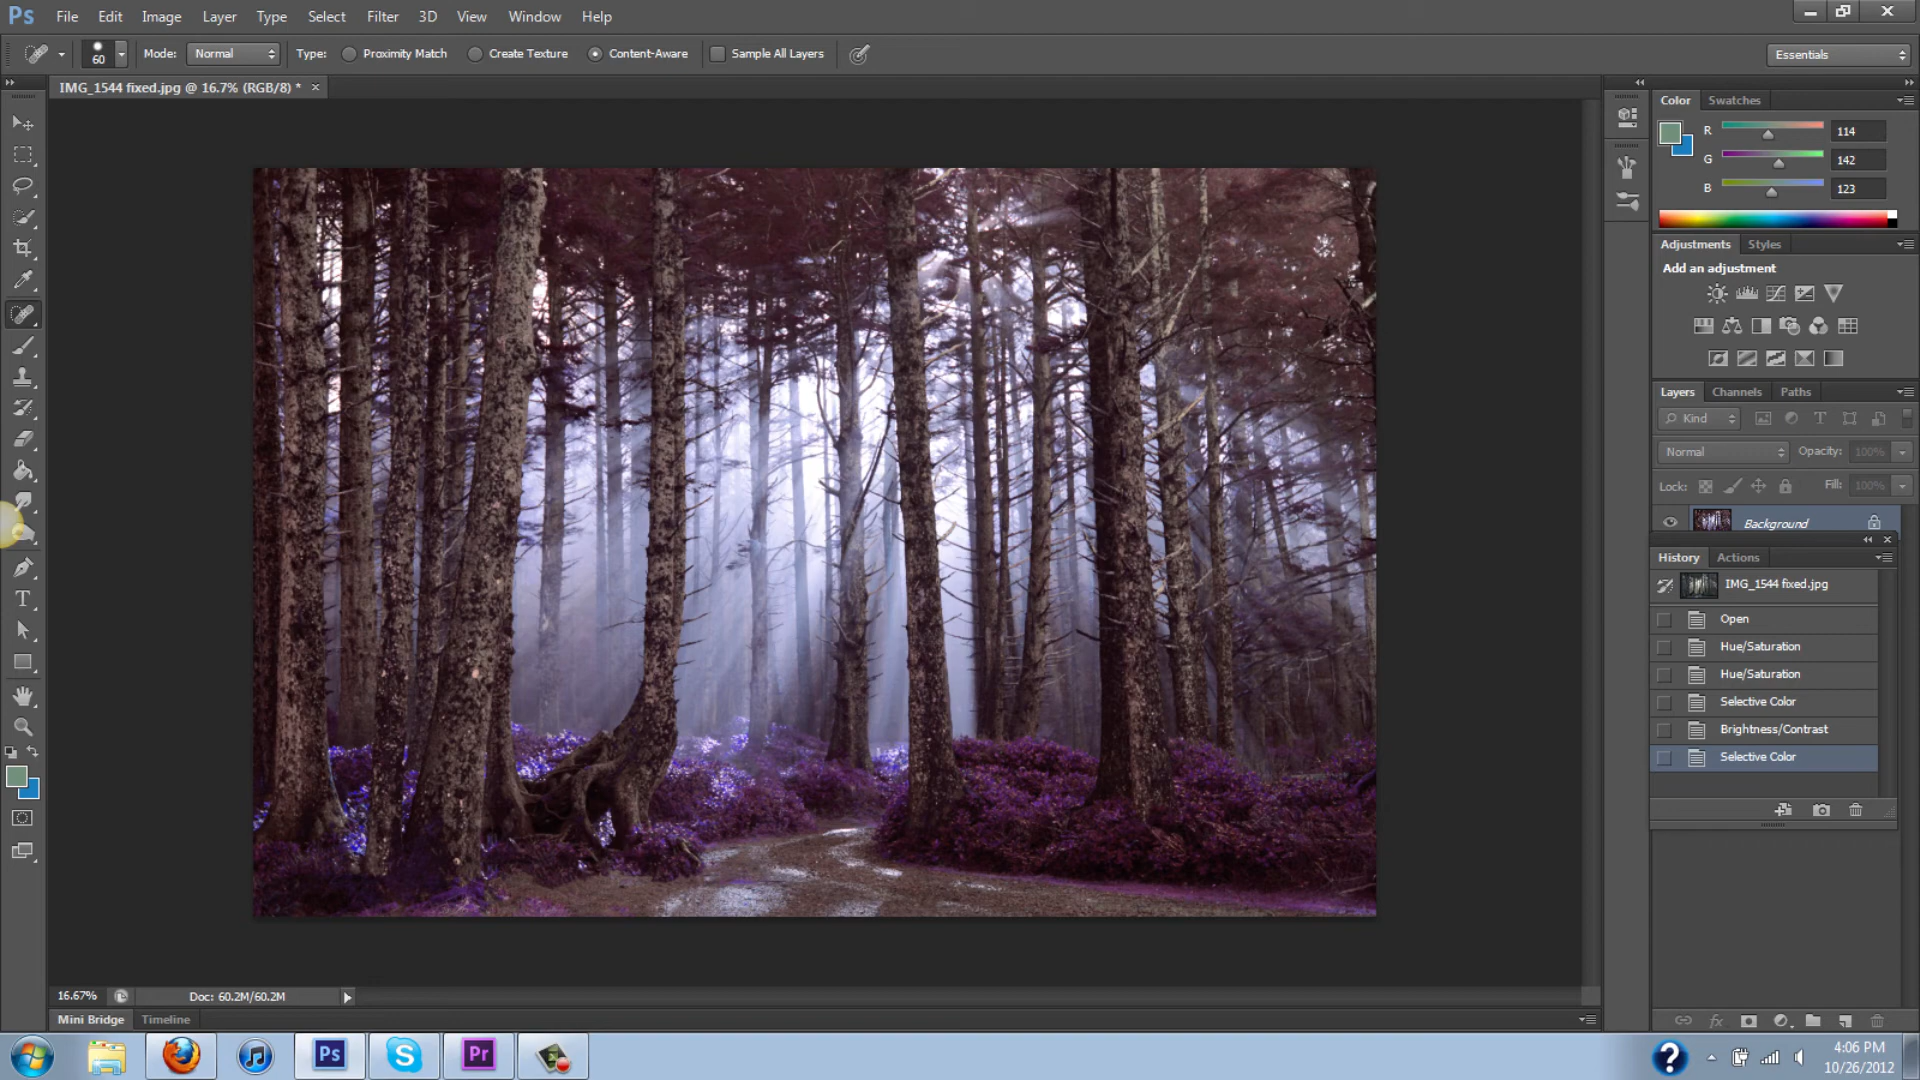 Ps File Edit Image Layer Type Select Filter 3D View Window Help
60 Mode: Normal Type: Proximity Match Create Texture Content-Aware Sample All Layers Essentials
IMG_1544 fixed.jpg @ 16.7% (RGB/8) *
Color Swatches
R 114
G 142
B 123
Adjustments Styles
Add an adjustment
Layers Channels Paths
Kind
Normal Opacity: 100%
Lock: Fill: 100%
Background
History Actions
IMG_1544 fixed.jpg
Open
Hue/Saturation
Hue/Saturation
Selective Color
Brightness/Contrast
Selective Color
fx
16.67% Doc: 60.2M/60.2M
Mini Bridge Timeline
Ps
S
Pr
?
4:06 PM
10/26/2012